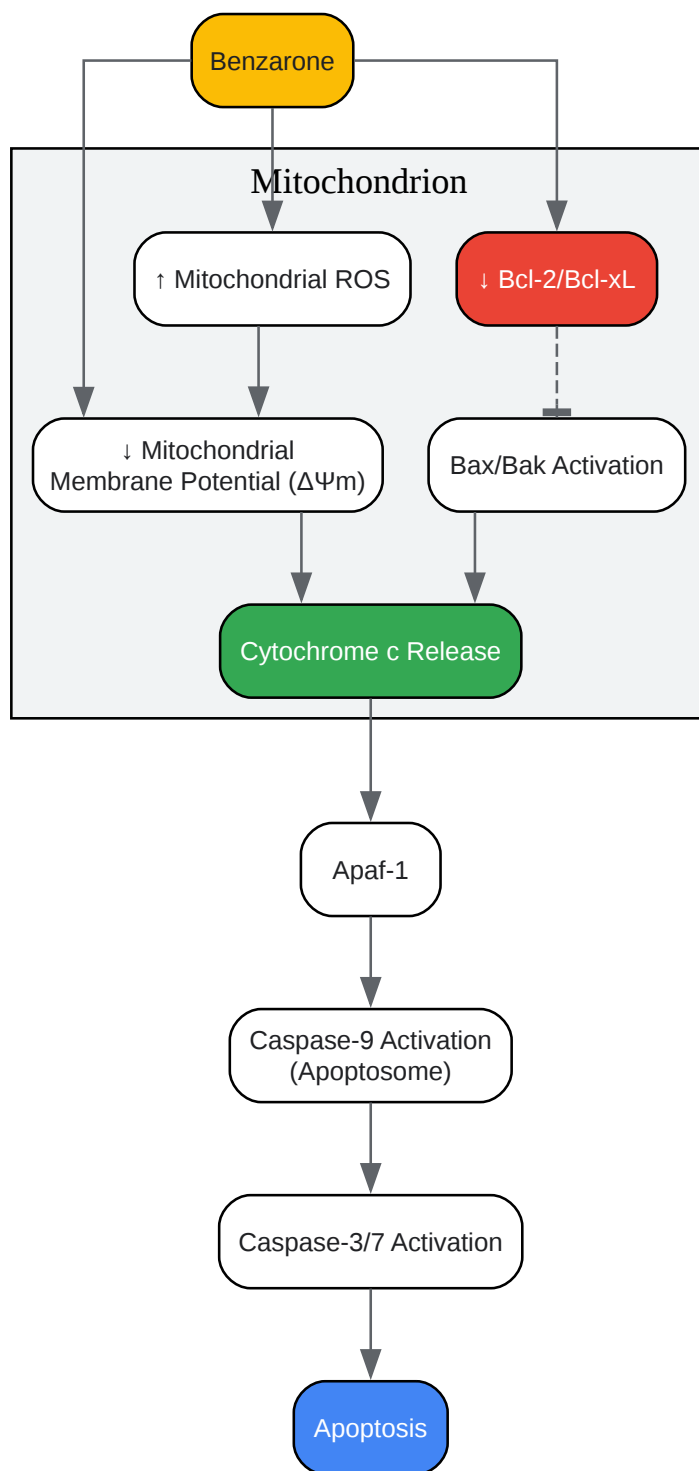 Benzarone
Mitochondrion
↑ Mitochondrial ROS
↓ Bcl-2/Bcl-xL
↓ Mitochondrial
Membrane Potential (ΔΨm)
Bax/Bak Activation
Cytochrome c Release
Apaf-1
Caspase-9 Activation
(Apoptosome)
Caspase-3/7 Activation
Apoptosis